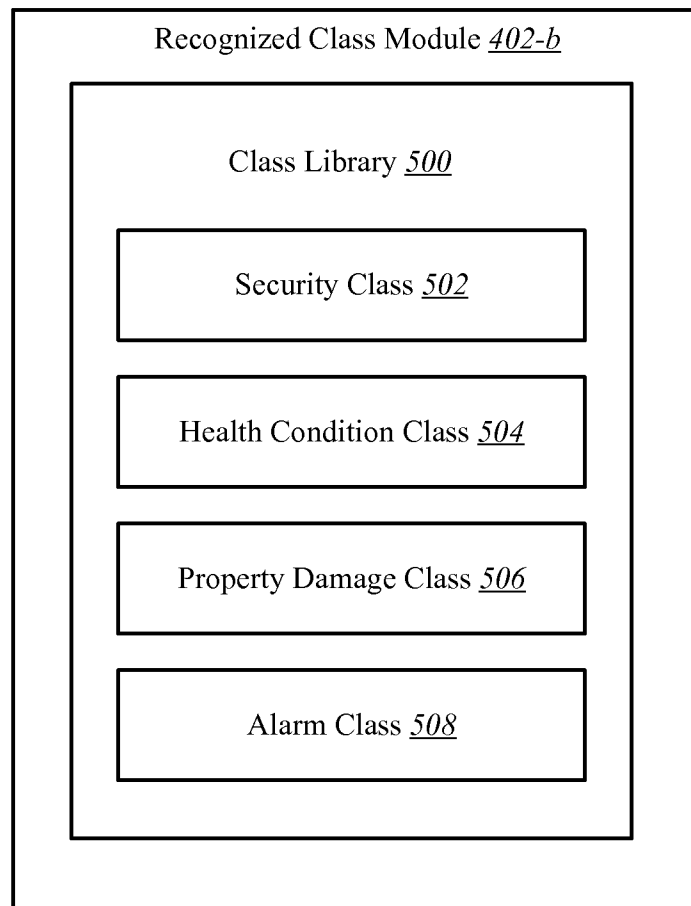 Recognized Class Module 402-b
Class Library 500
Security Class 502
Health Condition Class 504
Property Damage Class 506
Alarm Class 508